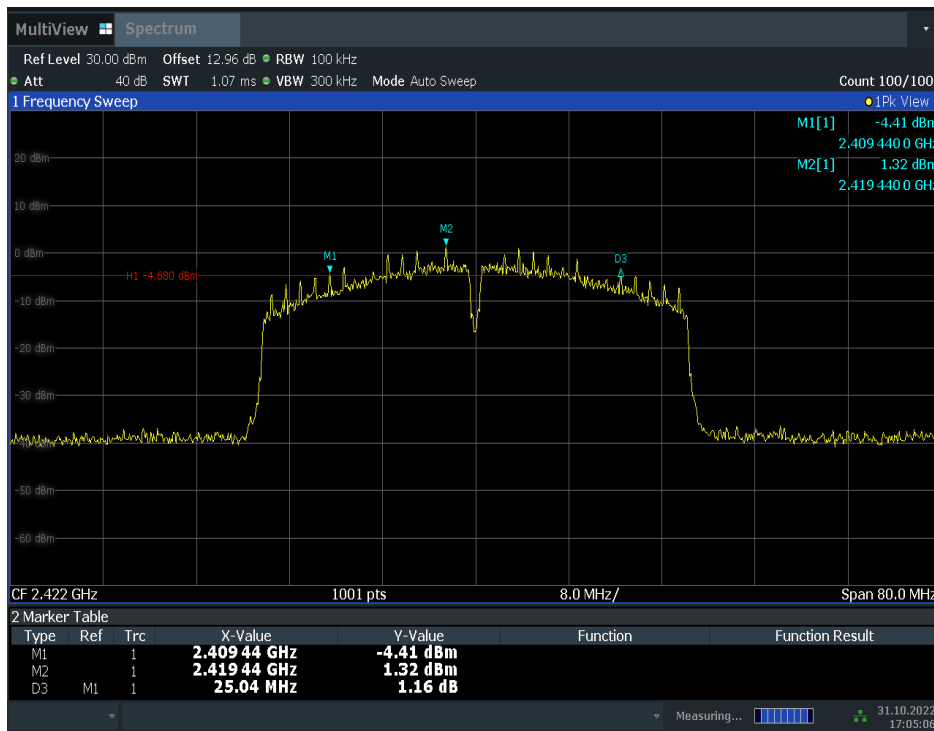 MultiView Spectrum
Ref Level 30.00 dBm Offset 12.96 dB RBW 100 kHz
Att 40 dB SWT 1.07 ms VBW 300 kHz Mode Auto Sweep Count 100/100
1 Frequency Sweep 1Pk View
M1[1] -4.41 dBm
2.409 440 0 GHz
20 dBm
M2[1] 1.32 dBm
2.419 440 0 GHz
10 dBm
M2
0 dBm
M1
D3
H1 -4.680 dBm
-10 dBm
-20 dBm
-30 dBm
-40 dBm
-50 dBm
-60 dBm
CF 2.422 GHz 1001 pts 8.0 MHz/ Span 80.0 MHz
2 Marker Table
Type Ref Trc X-Value Y-Value Function Function Result
M1 1 2.409 44 GHz -4.41 dBm
M2 1 2.419 44 GHz 1.32 dBm
D3 M1 1 25.04 MHz 1.16 dB
Measuring... 31.10.2022
17:05:06